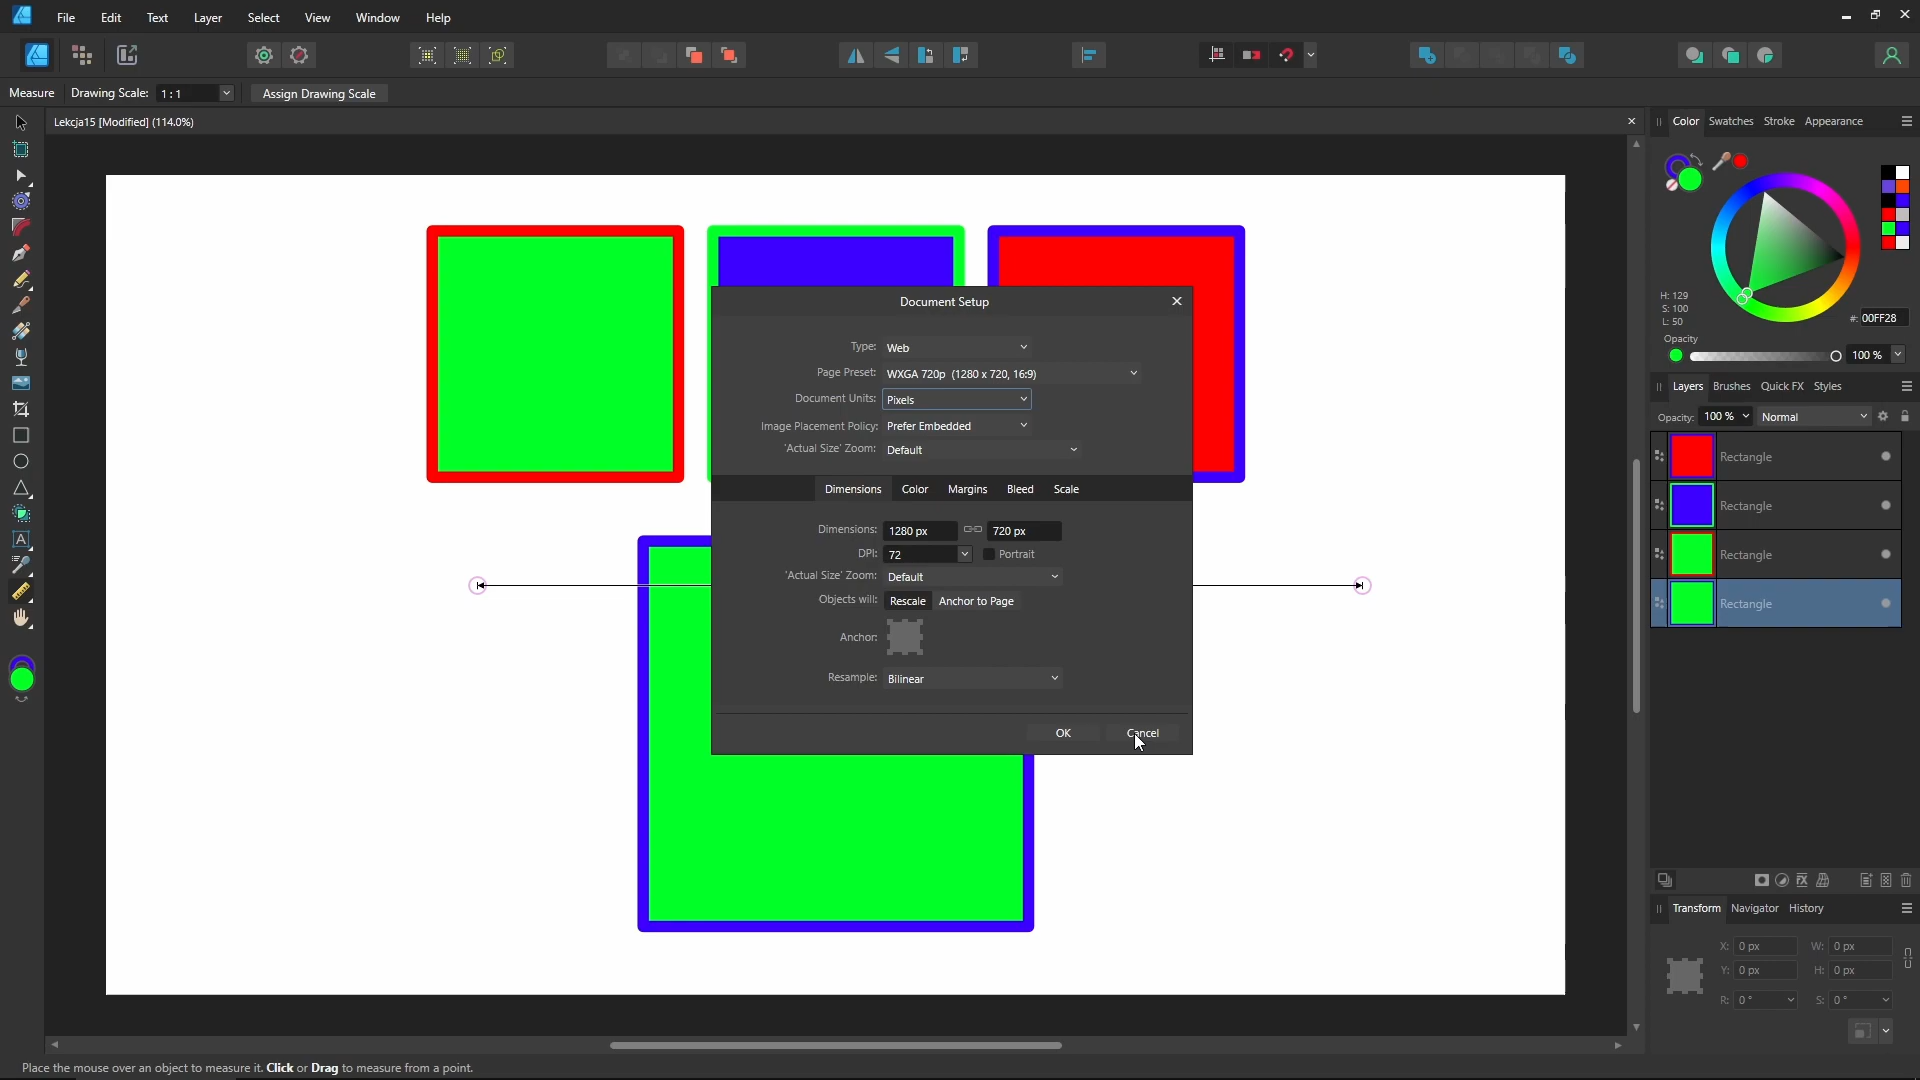 File Edit Text Layer Select View Window Help
Measure Drawing Scale: 1 : 1 Assign Drawing Scale
Lekcja15 [Modified] (114.0%)
Color Swatches Stroke Appearance
H: 129
S: 100
L: 50
#: 00FF28
Opacity
100 %
Layers Brushes Quick FX Styles
Opacity: 100 % Normal
Rectangle
Rectangle
Rectangle
Rectangle
Document Setup
Type: Web
Page Preset: WXGA 720p (1280 x 720, 16:9)
Document Units: Pixels
Image Placement Policy: Prefer Embedded
'Actual Size' Zoom: Default
Dimensions Color Margins Bleed Scale
Dimensions: 1280 px 720 px
DPI: 72 Portrait
'Actual Size' Zoom: Default
Objects will: Rescale Anchor to Page
Anchor:
Resample: Bilinear
OK Cancel
Transform Navigator History
X: 0 px W: 0 px
Y: 0 px H: 0 px
R: 0 ° S: 0 °
Place the mouse over an object to measure it. Click or Drag to measure from a point.